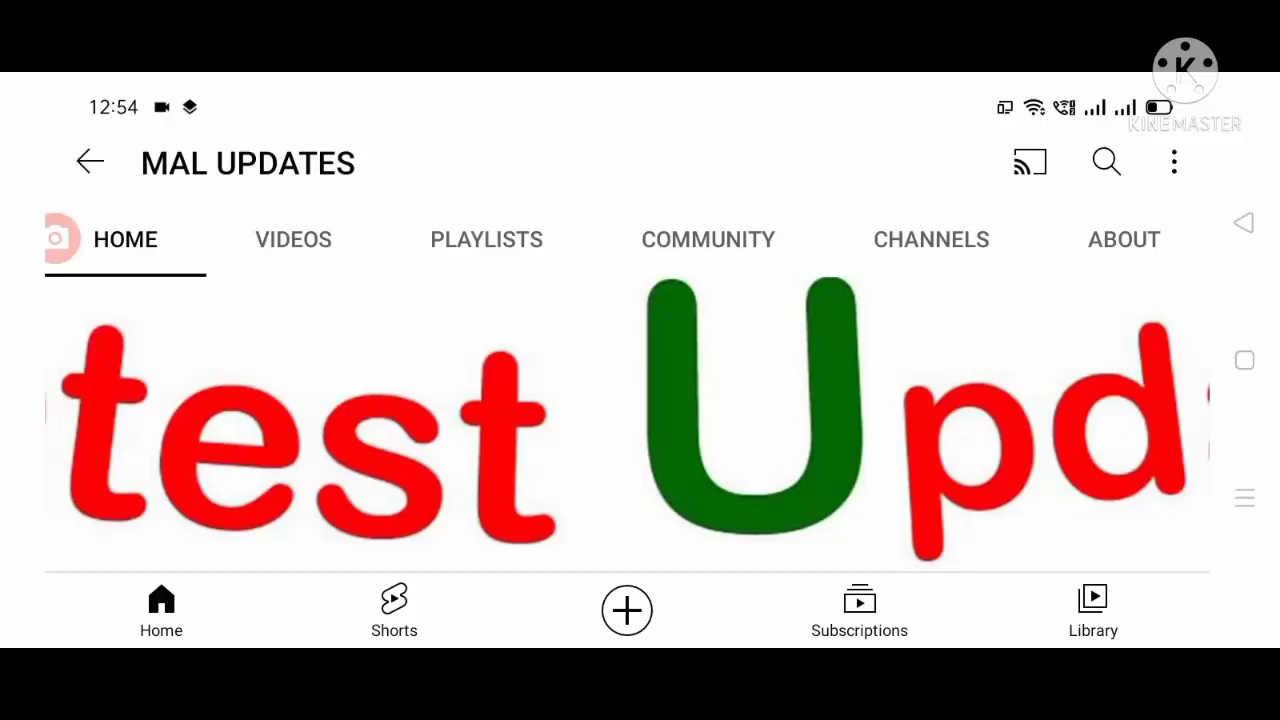 KINEMASTER
12:54
MAL UPDATES
HOME VIDEOS PLAYLISTS COMMUNITY CHANNELS ABOUT
test Upd
Home Shorts Subscriptions Library